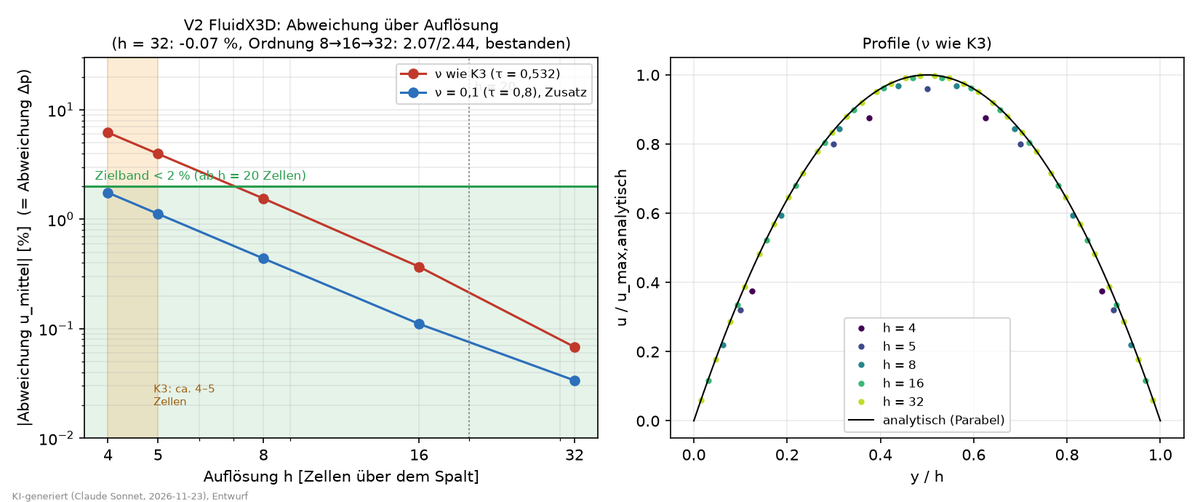 V2 FluidX3D: Abweichung über Auflösung
(h = 32: -0.07 %, Ordnung 8→16→32: 2.07/2.44, bestanden)
|Abweichung u_mittel| [%]  (= Abweichung Δp)
10¹
10⁰
10⁻¹
10⁻²
ν wie K3 (τ = 0,532)
ν = 0,1 (τ = 0,8), Zusatz
Zielband < 2 % (ab h = 20 Zellen)
K3: ca. 4–5
Zellen
4 5 8 16 32
Auflösung h [Zellen über dem Spalt]
Profile (ν wie K3)
u / u_max,analytisch
1.0
0.8
0.6
0.4
0.2
0.0
h = 4
h = 5
h = 8
h = 16
h = 32
analytisch (Parabel)
0.0 0.2 0.4 0.6 0.8 1.0
y / h
KI-generiert (Claude Sonnet, 2026-11-23), Entwurf